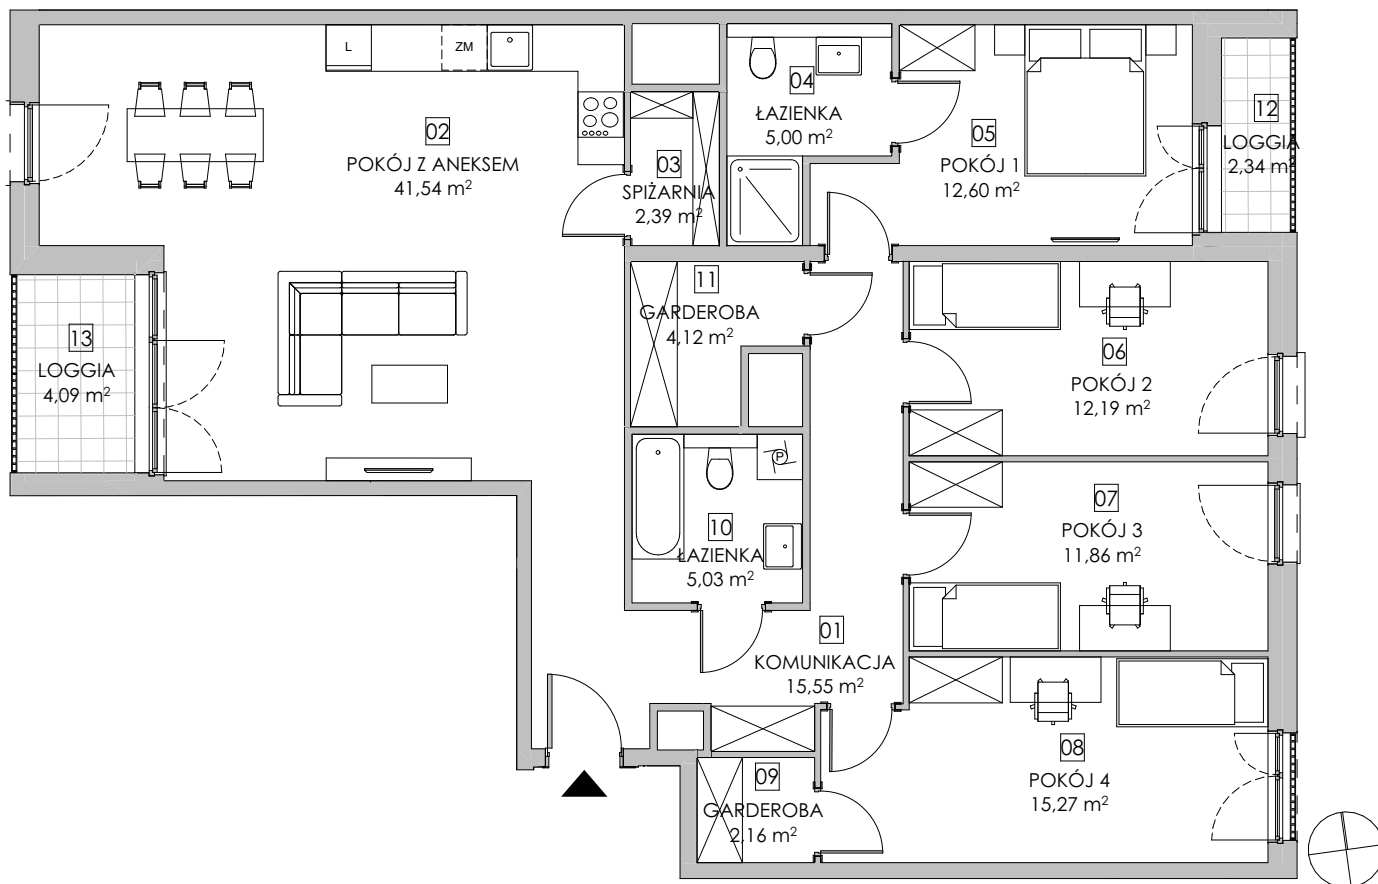 L
ZM
02
POKÓJ Z ANEKSEM
41,54 m²
03
SPIŻARNIA
2,39 m²
04
ŁAZIENKA
5,00 m²
05
POKÓJ 1
12,60 m²
12
LOGGIA
2,34 m²
13
LOGGIA
4,09 m²
11
GARDEROBA
4,12 m²
06
POKÓJ 2
12,19 m²
P
10
ŁAZIENKA
5,03 m²
07
POKÓJ 3
11,86 m²
01
KOMUNIKACJA
15,55 m²
09
GARDEROBA
2,16 m²
08
POKÓJ 4
15,27 m²